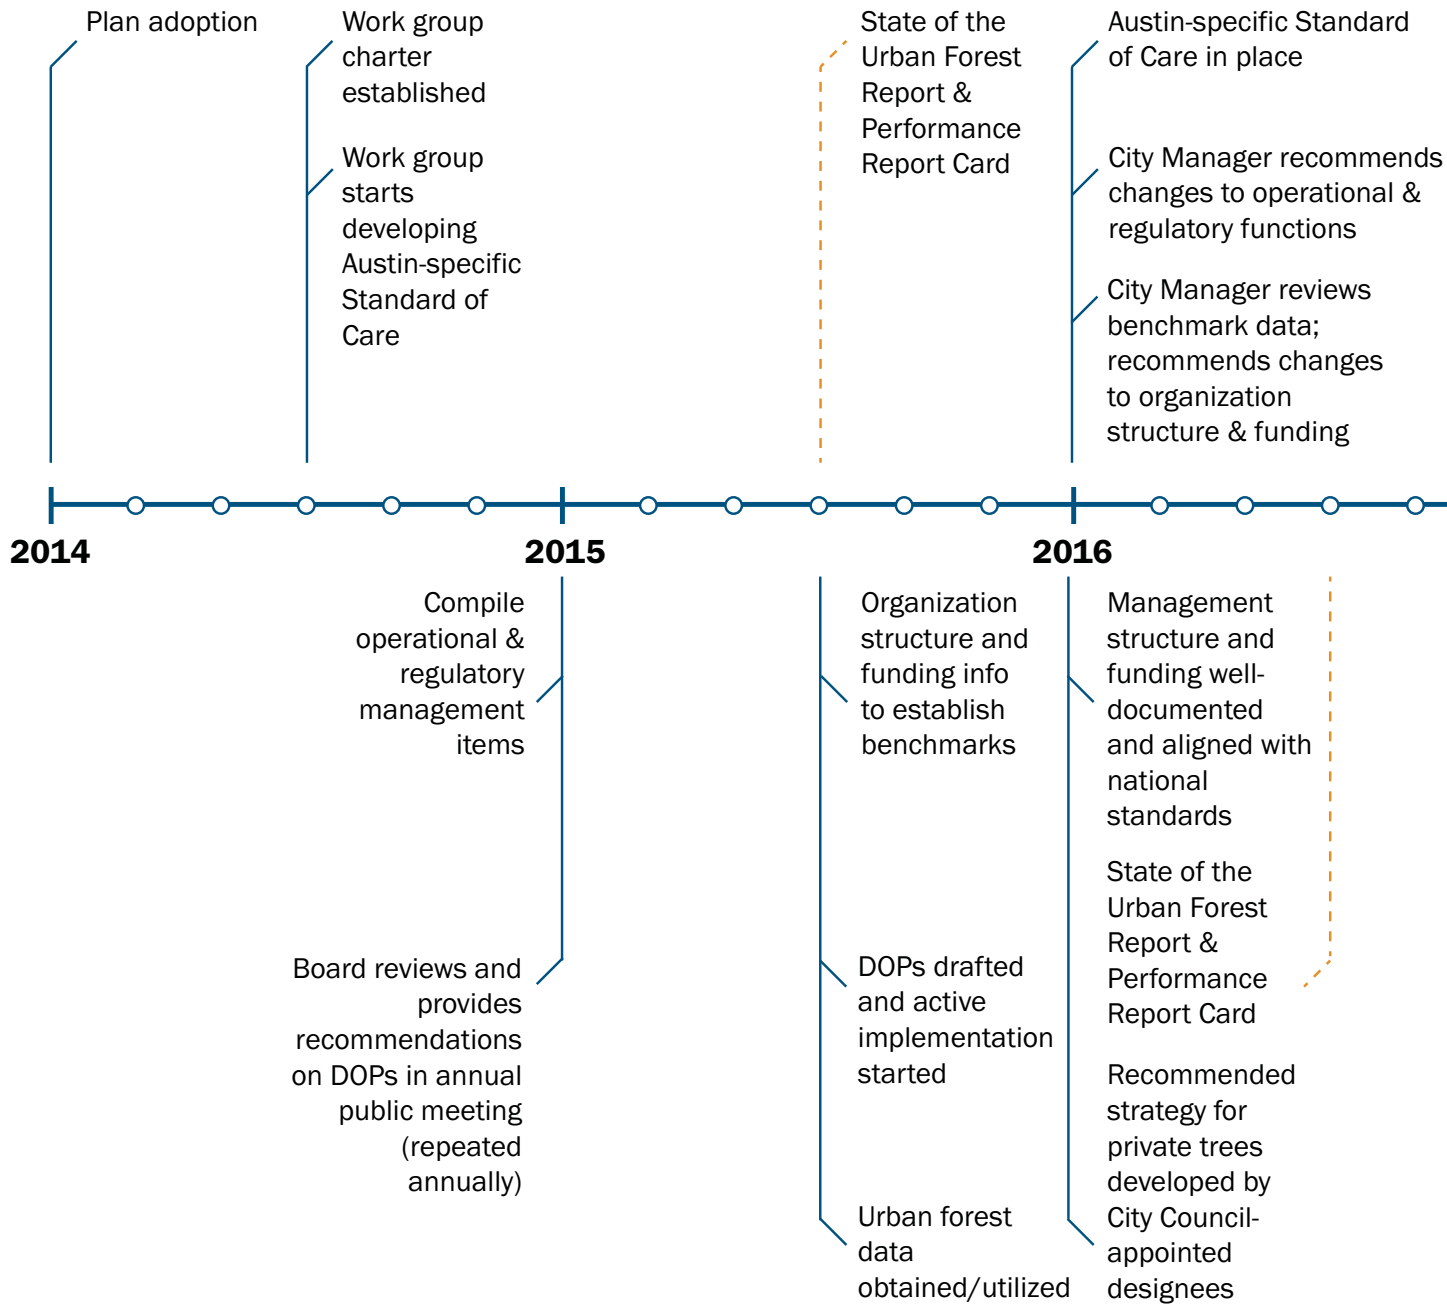 Plan adoption
Work group
charter
established
Work group
starts
developing
Austin-specific
Standard of
Care
State of the
Urban Forest
Report &
Performance
Report Card
Austin-specific Standard
of Care in place
City Manager recommends
changes to operational &
regulatory functions
City Manager reviews
benchmark data;
recommends changes
to organization
structure & funding
2014
2015
2016
Compile
operational &
regulatory
management
items
Board reviews and
provides
recommendations
on DOPs in annual
public meeting
(repeated
annually)
Organization
structure and
funding info
to establish
benchmarks
DOPs drafted
and active
implementation
started
Urban forest
data
obtained/utilized
Management
structure and
funding well-
documented
and aligned with
national
standards
State of the
Urban Forest
Report &
Performance
Report Card
Recommended
strategy for
private trees
developed by
City Council-
appointed
designees